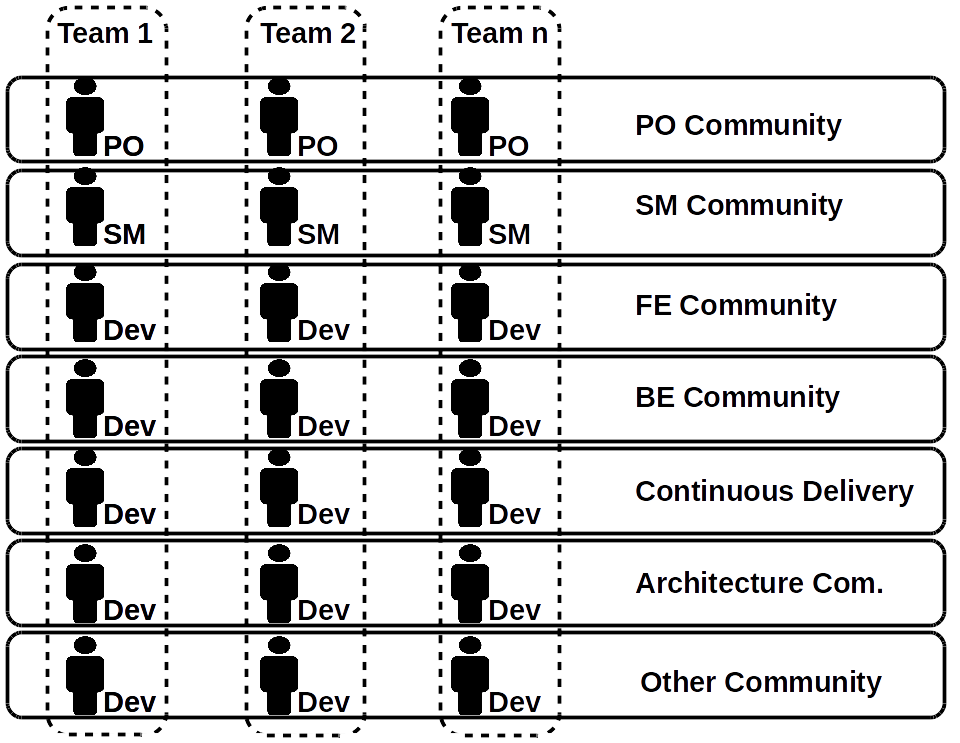 Team 1 Team 2 Team n
PO PO PO PO Community
SM SM SM SM Community
Dev Dev Dev FE Community
Dev Dev Dev BE Community
Dev Dev Dev Continuous Delivery
Dev Dev Dev Architecture Com.
Dev Dev Dev Other Community